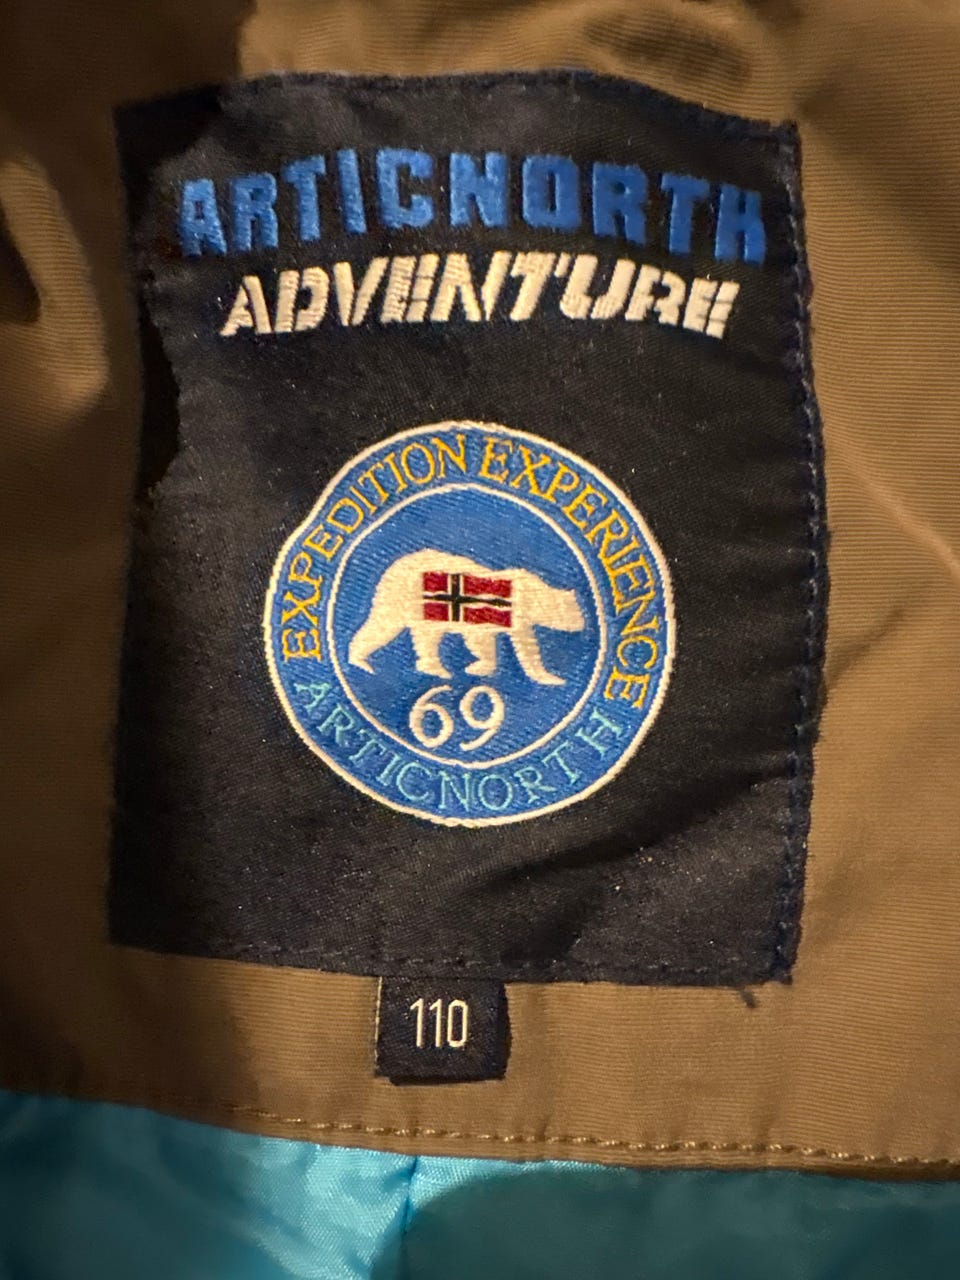 ARTICNORTH
ADVENTURE
EXPEDITION EXPERIENCE
69
ARTICNORTH
110